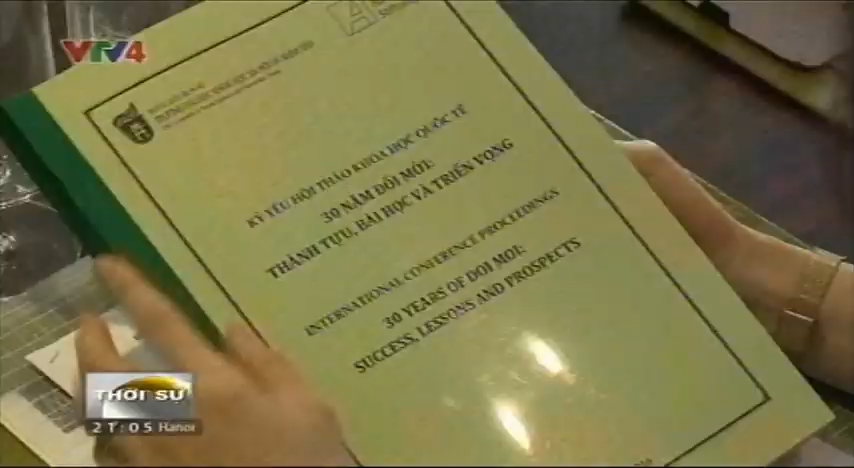 VTV4
KỶ YẾU HỘI THẢO KHOA HỌC QUỐC TẾ
30 NĂM ĐỔI MỚI:
THÀNH TỰU, BÀI HỌC VÀ TRIỂN VỌNG
INTERNATIONAL CONFERENCE PROCEEDINGS
30 YEARS OF DOI MOI:
SUCCESS, LESSONS AND PROSPECTS
THỜI SỰ
21:05 Hanoi